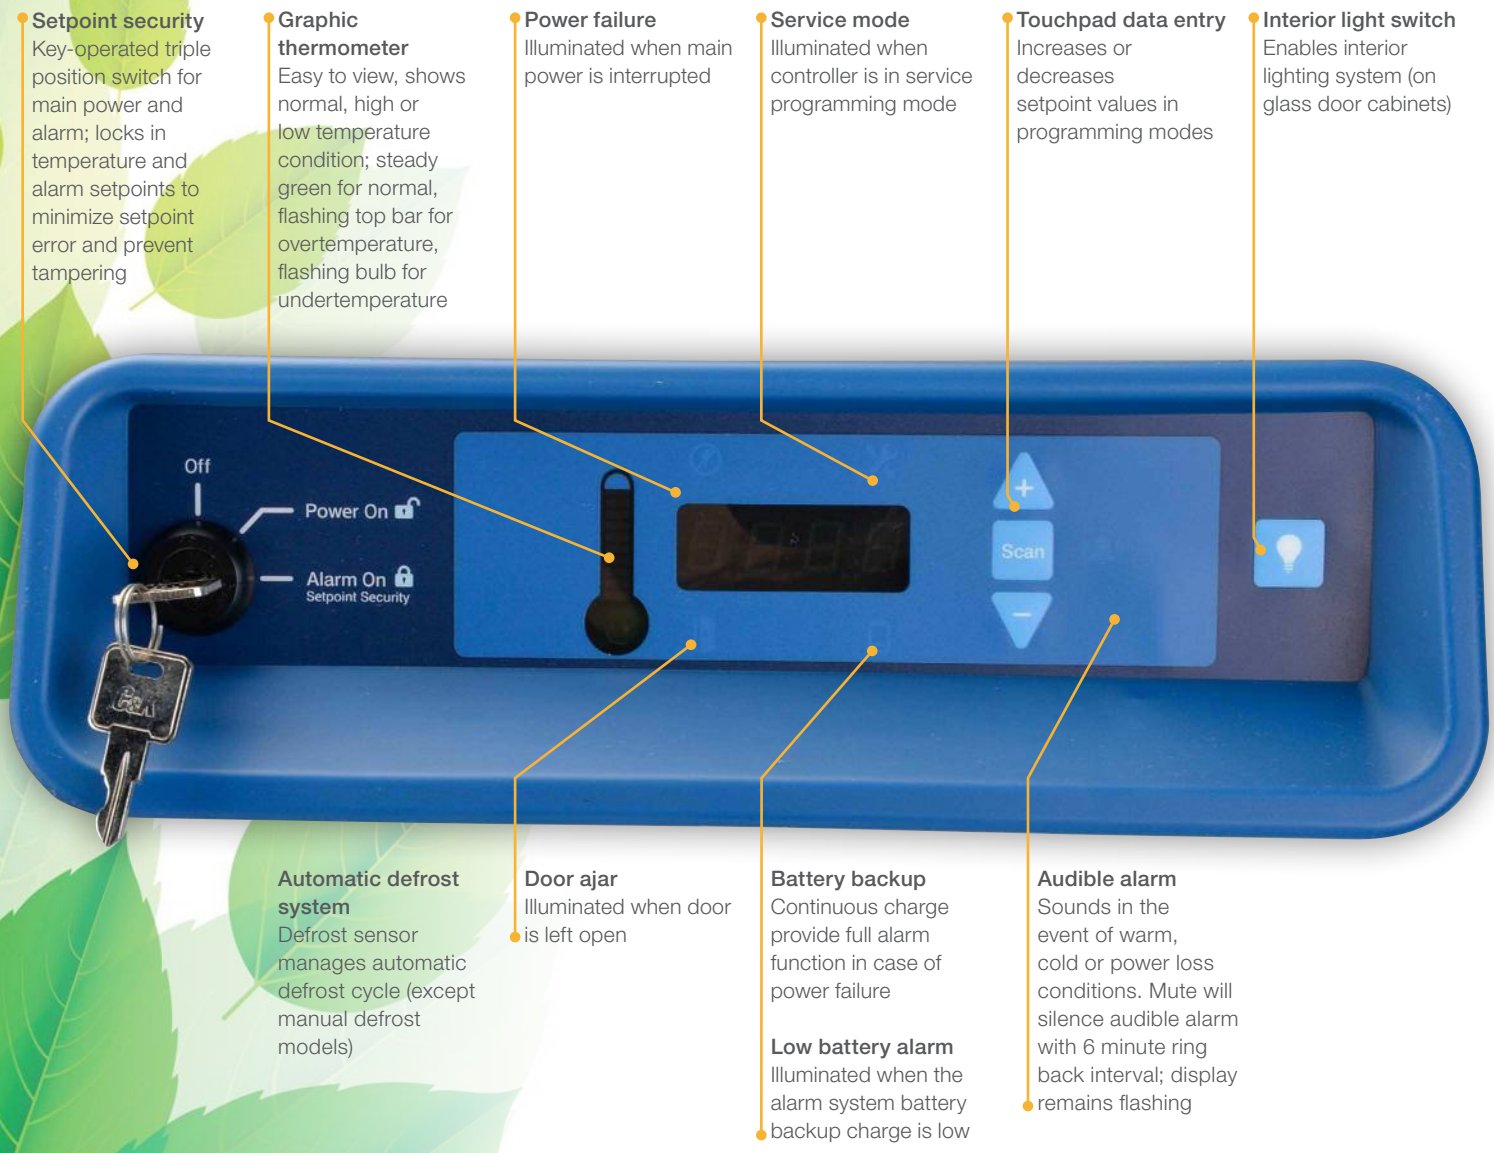 Setpoint security
Key-operated triple
position switch for
main power and
alarm; locks in
temperature and
alarm setpoints to
minimize setpoint
error and prevent
tampering
Graphic
thermometer
Easy to view, shows
normal, high or
low temperature
condition; steady
green for normal,
flashing top bar for
overtemperature,
flashing bulb for
undertemperature
Power failure
Illuminated when main
power is interrupted
Service mode
Illuminated when
controller is in service
programming mode
Touchpad data entry
Increases or
decreases
setpoint values in
programming modes
Interior light switch
Enables interior
lighting system (on
glass door cabinets)
Off
Power On
Alarm On
Setpoint Security
+
Scan
−
C&K
Automatic defrost
system
Defrost sensor
manages automatic
defrost cycle (except
manual defrost
models)
Door ajar
Illuminated when door
is left open
Battery backup
Continuous charge
provide full alarm
function in case of
power failure
Low battery alarm
Illuminated when the
alarm system battery
backup charge is low
Audible alarm
Sounds in the
event of warm,
cold or power loss
conditions. Mute will
silence audible alarm
with 6 minute ring
back interval; display
remains flashing